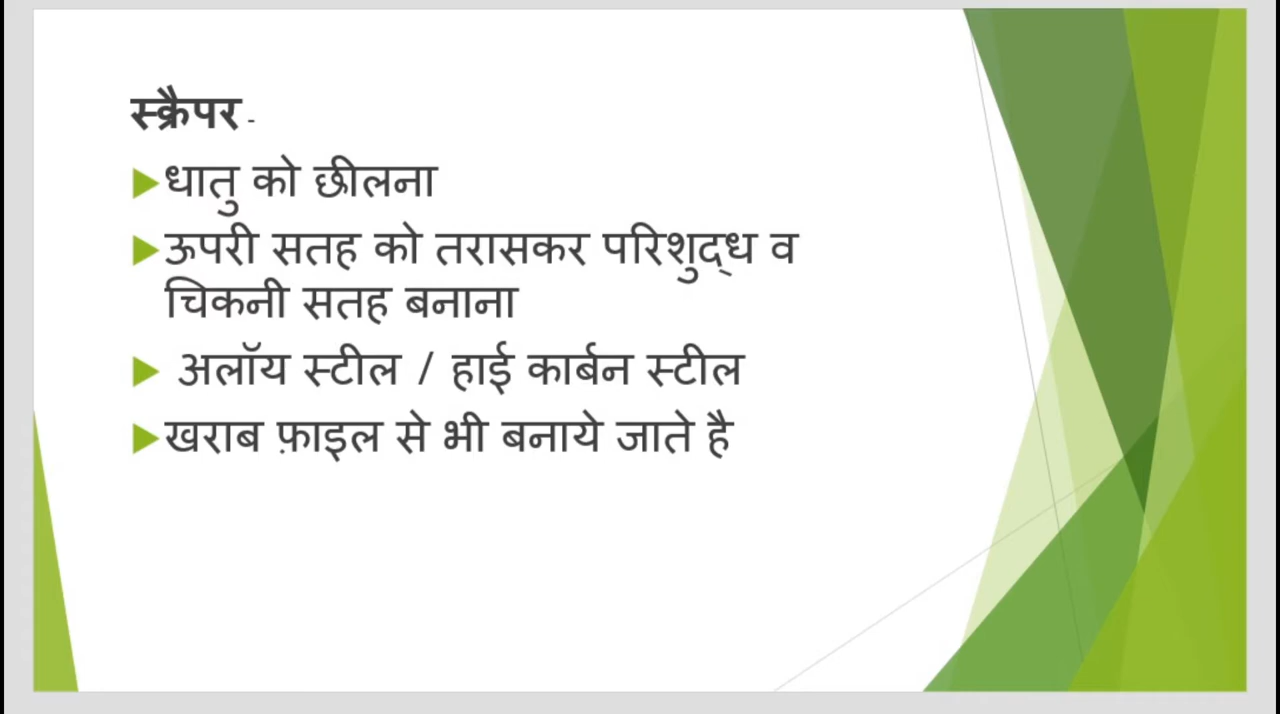 स्क्रैपर -
धातु को छीलना
ऊपरी सतह को तरासकर परिशुद्ध व
चिकनी सतह बनाना
अलॉय स्टील / हाई कार्बन स्टील
खराब फ़ाइल से भी बनाये जाते है